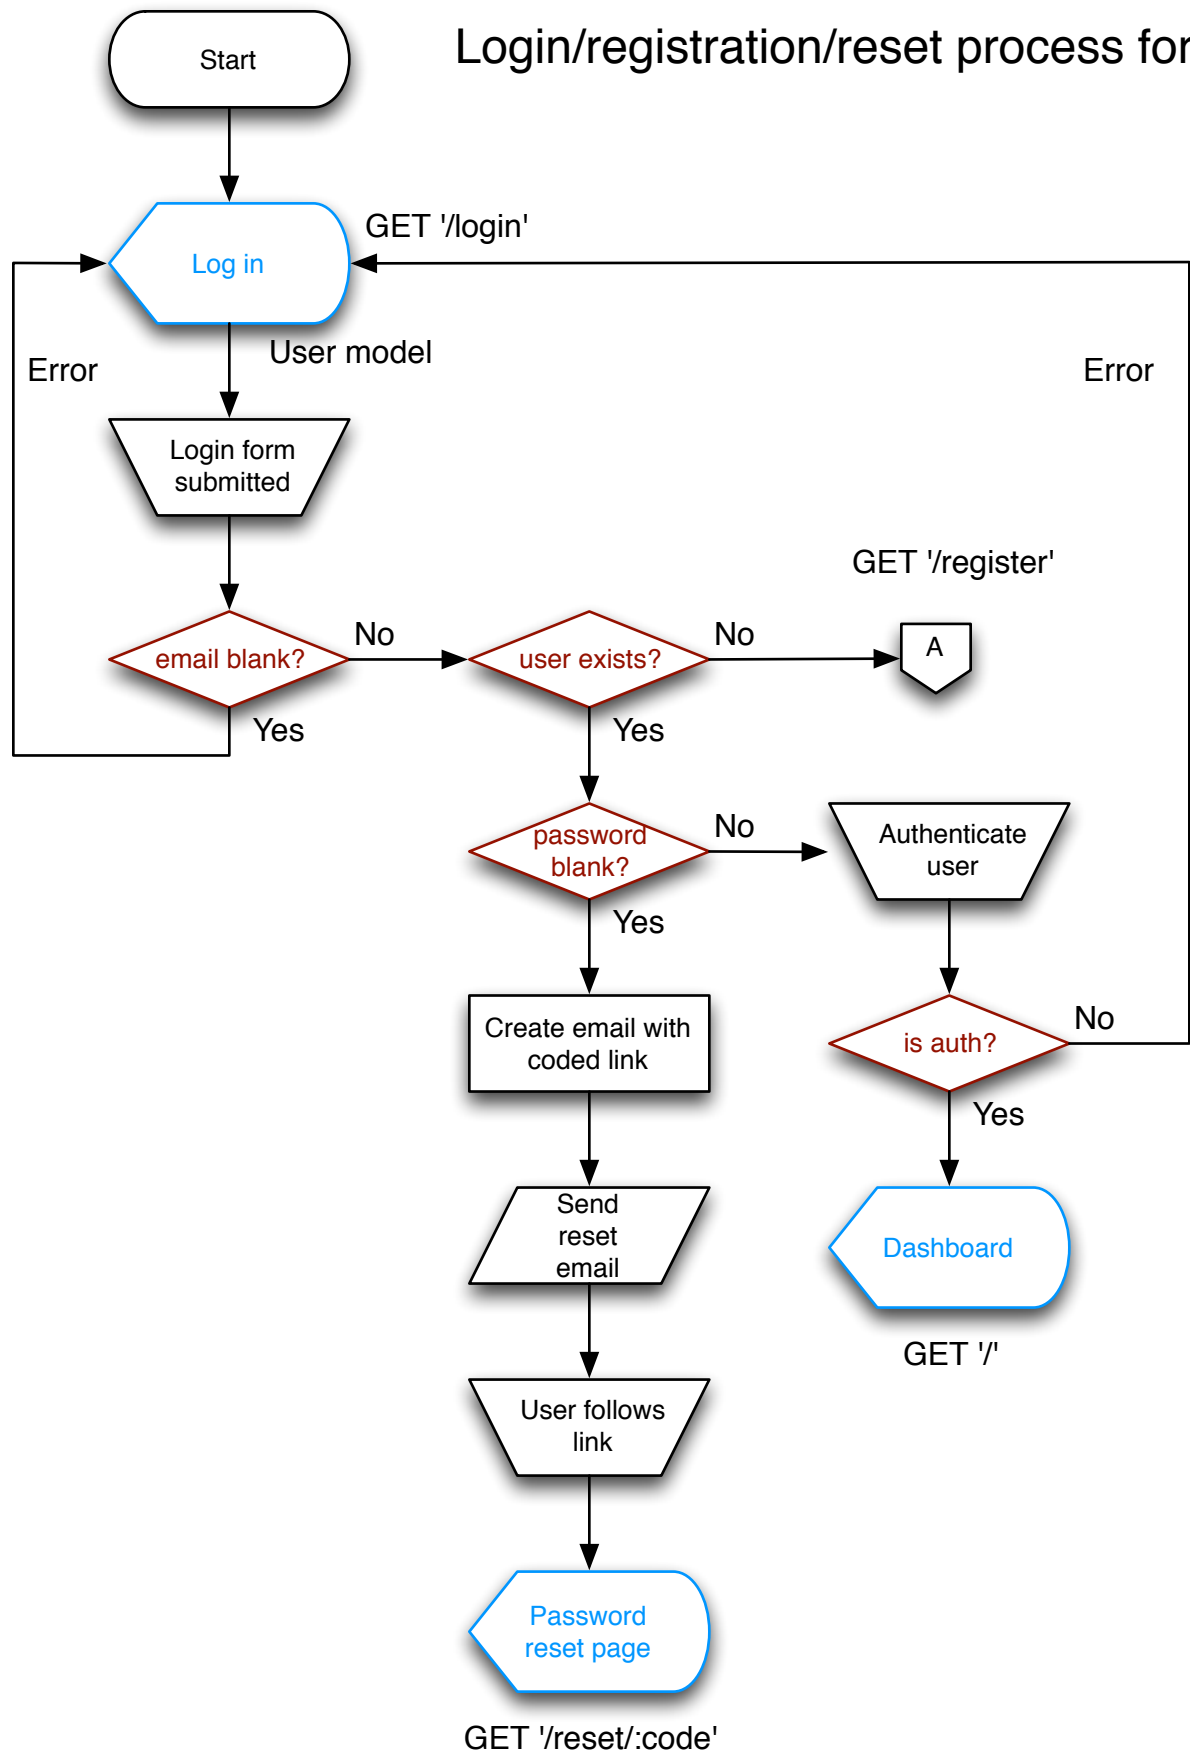 Login/registration/reset process for
Start
GET '/login'
Log in
User model
Error
Error
Login form
submitted
GET '/register'
email blank?
No
user exists?
No
A
Yes
Yes
password
blank?
No
Authenticate
user
Yes
Create email with
coded link
is auth?
No
Yes
Send
reset
email
Dashboard
GET '/'
User follows
link
Password
reset page
GET '/reset/:code'